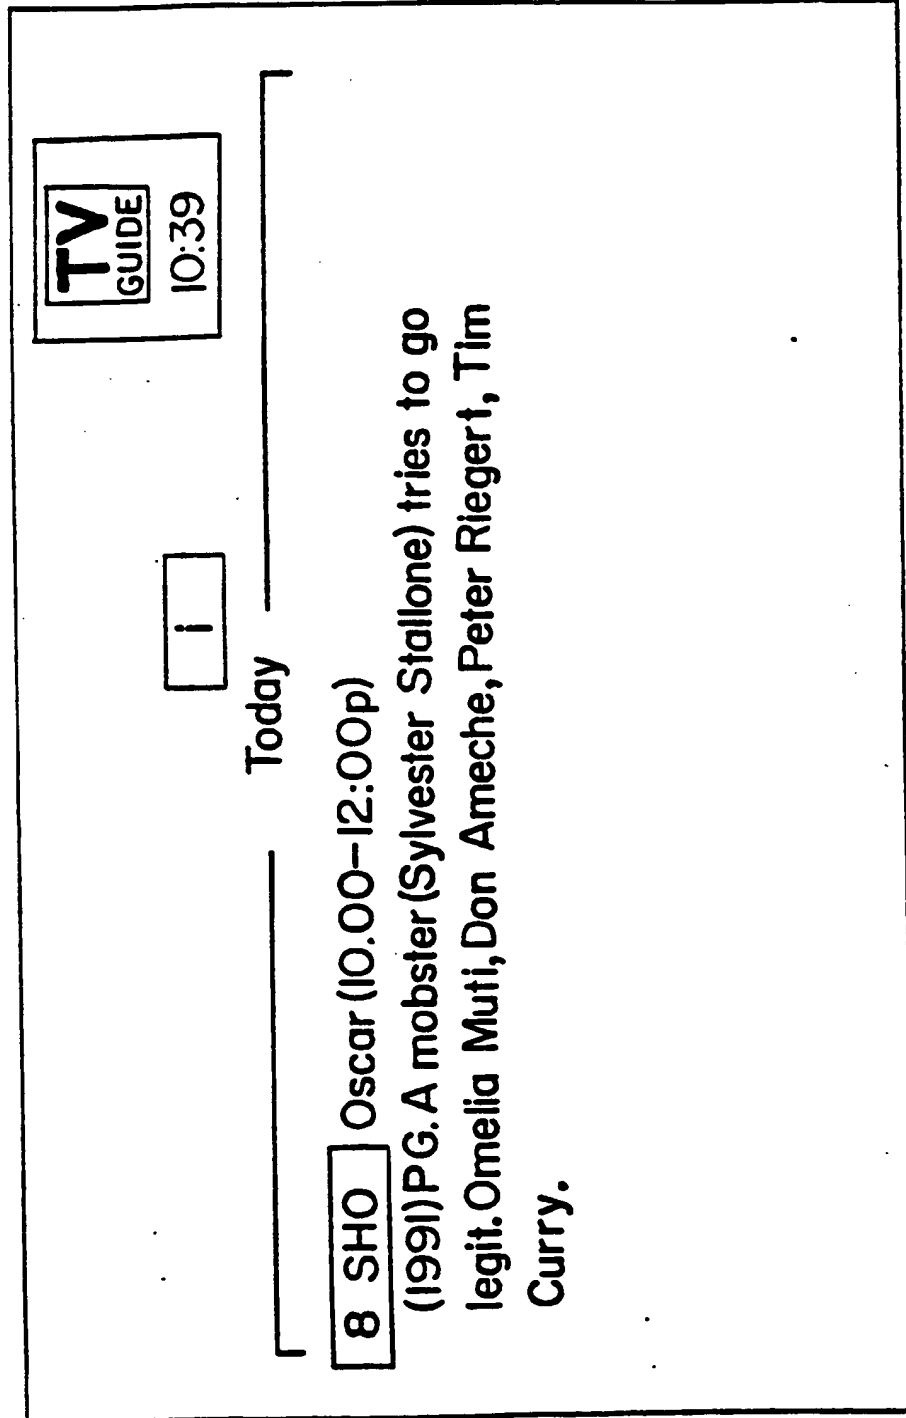 TV
GUIDE
10:39
i
Today
8 SHO Oscar (10.00-12:00p)
(1991)PG. A mobster (Sylvester Stallone) tries to go
legit. Omelia Muti, Don Ameche, Peter Riegert, Tim
Curry.